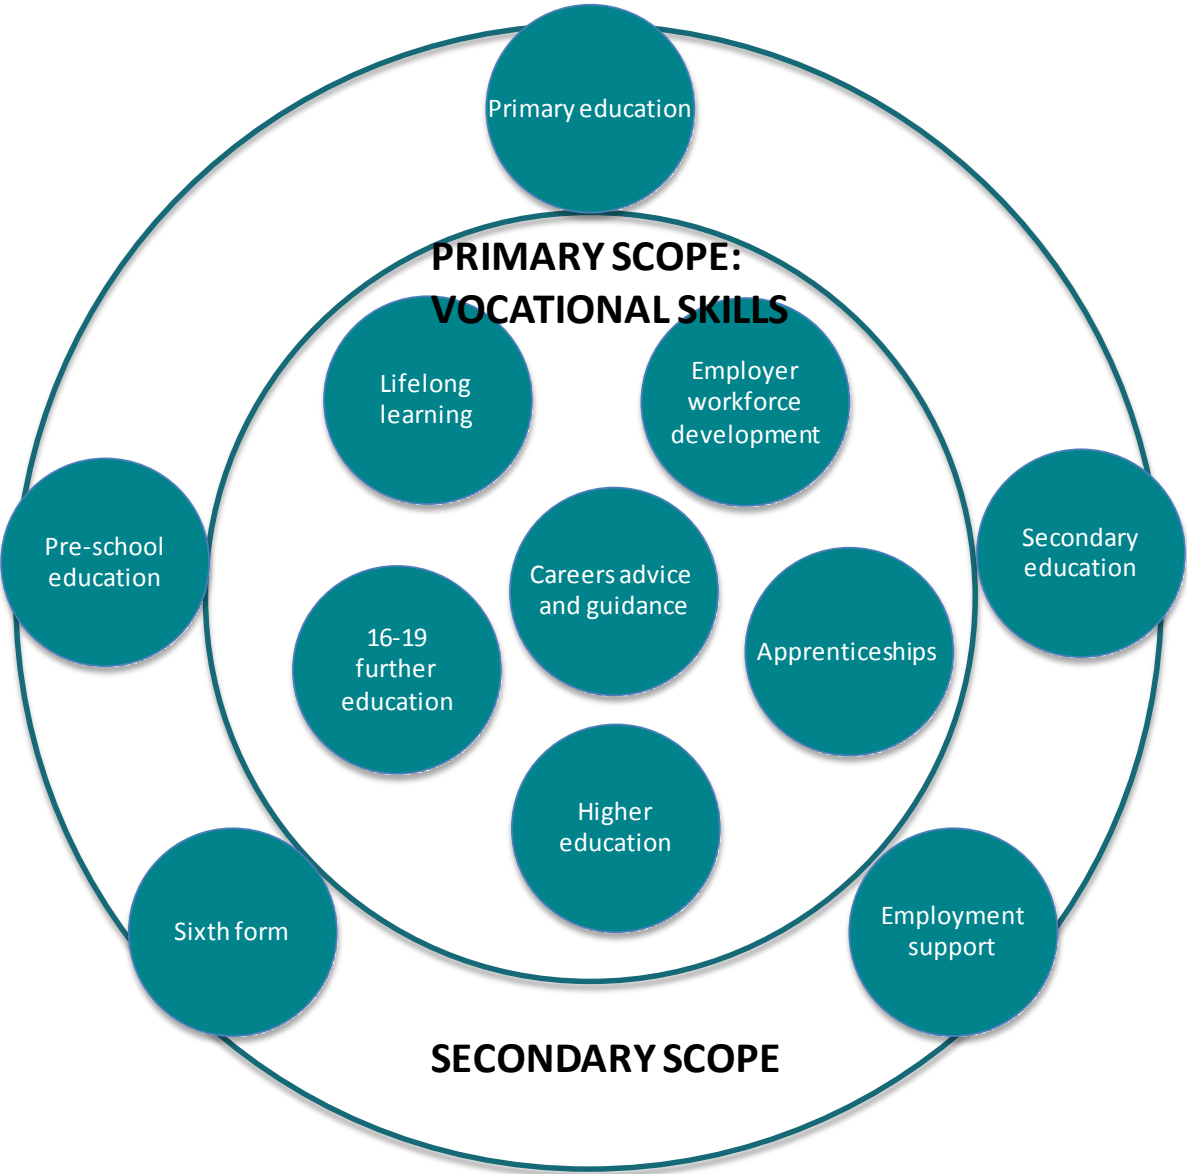 Primary education
PRIMARY SCOPE:
VOCATIONAL SKILLS
Lifelong
learning
Employer
workforce
development
Pre-school
education
Careers advice
and guidance
Secondary
education
16-19
further
education
Apprenticeships
Higher
education
Sixth form
Employment
support
SECONDARY SCOPE